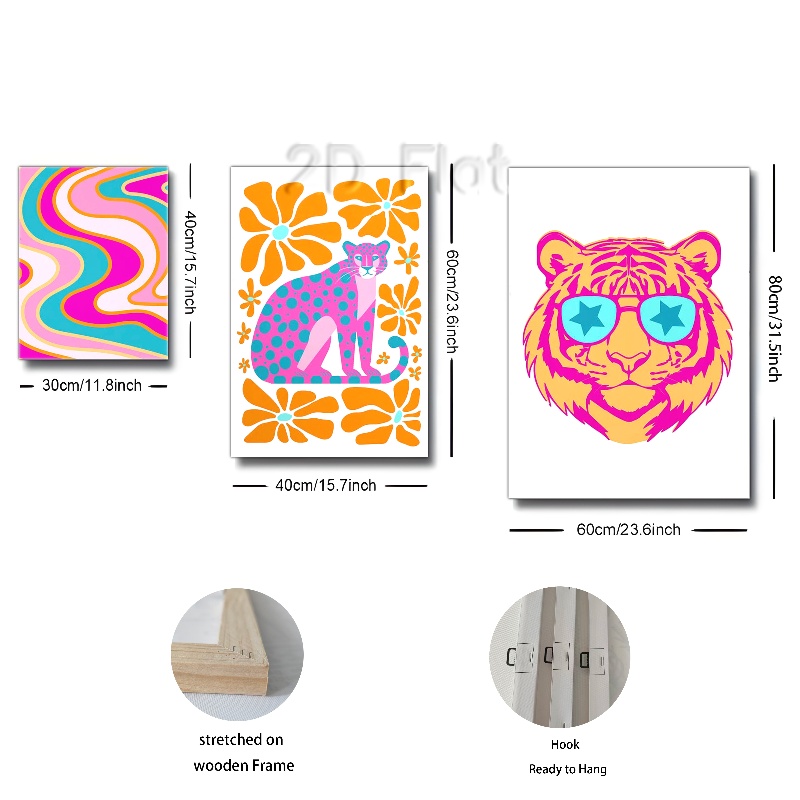 2D Flat
40cm/15.7inch
30cm/11.8inch
60cm/23.6inch
40cm/15.7inch
80cm/31.5inch
60cm/23.6inch
stretched on
wooden Frame
Hook
Ready to Hang